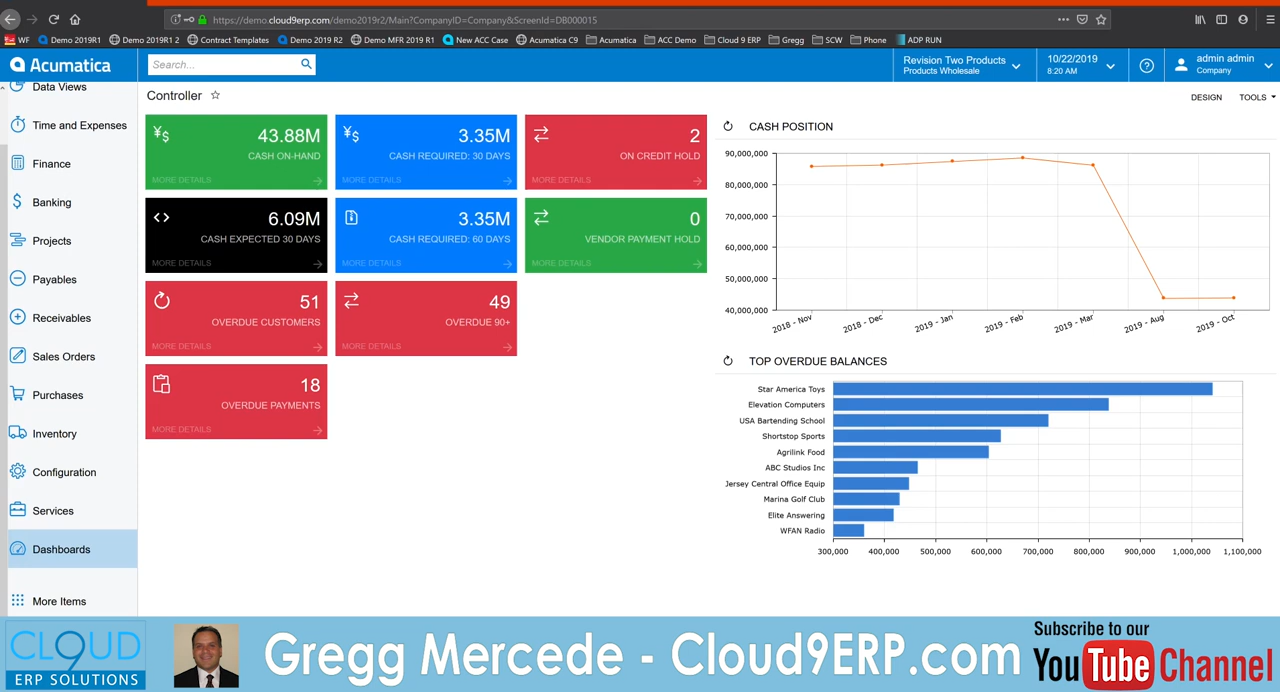 https://demo.cloud9erp.com/demo2019r2/Main?CompanyID=Company&ScreenId=DB000015
WF Demo 2019R1 Demo 2019R1 2 Contract Templates Demo 2019 R2 Demo MFR 2019 R1 New ACC Case Acumatica C9 Acumatica ACC Demo Cloud 9 ERP Gregg SCW Phone ADP RUN
Acumatica
Search...
Revision Two Products
Products Wholesale
10/22/2019
8:20 AM
admin admin
Company
Data Views
Time and Expenses
Finance
Banking
Projects
Payables
Receivables
Sales Orders
Purchases
Inventory
Configuration
Services
Dashboards
More Items
Controller
DESIGN TOOLS
43.88M
CASH ON-HAND
MORE DETAILS
3.35M
CASH REQUIRED: 30 DAYS
MORE DETAILS
2
ON CREDIT HOLD
MORE DETAILS
6.09M
CASH EXPECTED 30 DAYS
MORE DETAILS
3.35M
CASH REQUIRED: 60 DAYS
MORE DETAILS
0
VENDOR PAYMENT HOLD
MORE DETAILS
51
OVERDUE CUSTOMERS
MORE DETAILS
49
OVERDUE 90+
MORE DETAILS
18
OVERDUE PAYMENTS
MORE DETAILS
CASH POSITION
90,000,000
80,000,000
70,000,000
60,000,000
50,000,000
40,000,000
2018 - Nov 2018 - Dec 2019 - Jan 2019 - Feb 2019 - Mar 2019 - Aug 2019 - Oct
TOP OVERDUE BALANCES
Star America Toys
Elevation Computers
USA Bartending School
Shortstop Sports
Agrilink Food
ABC Studios Inc
Jersey Central Office Equip
Marina Golf Club
Elite Answering
WFAN Radio
300,000 400,000 500,000 600,000 700,000 800,000 900,000 1,000,000 1,100,000
CLOUD 9
ERP SOLUTIONS
Gregg Mercede - Cloud9ERP.com
Subscribe to our
YouTube Channel